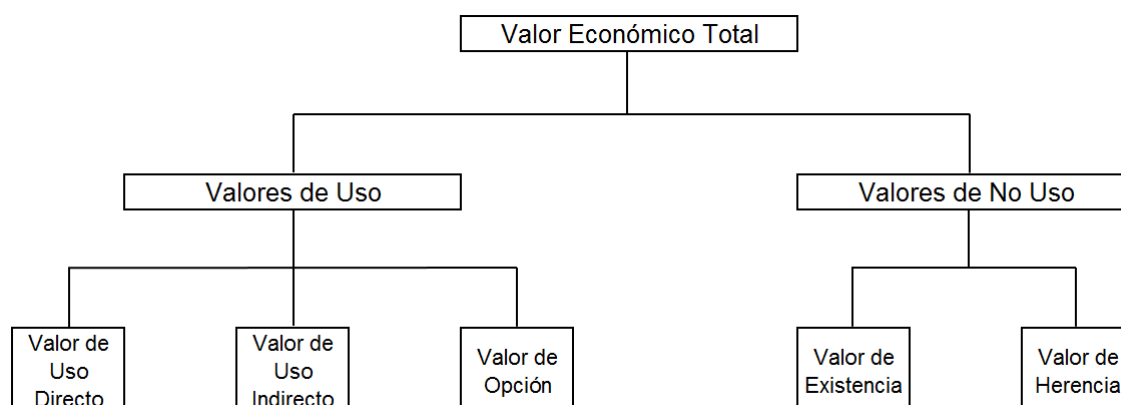 Valor Económico Total
Valores de Uso
Valores de No Uso
Valor de
Uso
Directo
Valor de
Uso
Indirecto
Valor de
Opción
Valor de
Existencia
Valor de
Herencia